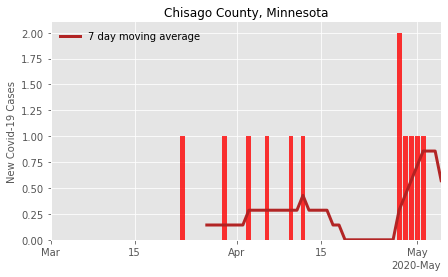 Chisago County, Minnesota
7 day moving average
New Covid-19 Cases
2.00
1.75
1.50
1.25
1.00
0.75
0.50
0.25
0.00
Mar 15 Apr 15 May
2020-May